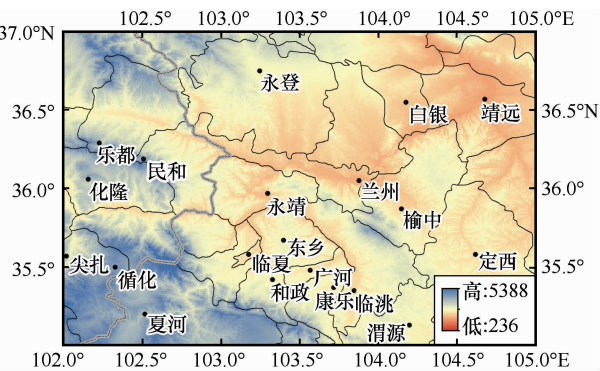 102.5° 103.0° 103.5° 104.0° 104.5° 105.0°E
37.0°N
永登
36.5° 白银 靖远 36.5°N
乐都 民和
化隆
36.0° 兰州 36.0°
永靖 榆中
东乡
尖扎 临夏 定西
35.5° 循化 广河 35.5°
和政 康乐 临洮
高:5388
夏河 渭源 低:236
102.0° 102.5° 103.0° 103.5° 104.0° 104.5° 105.0°E